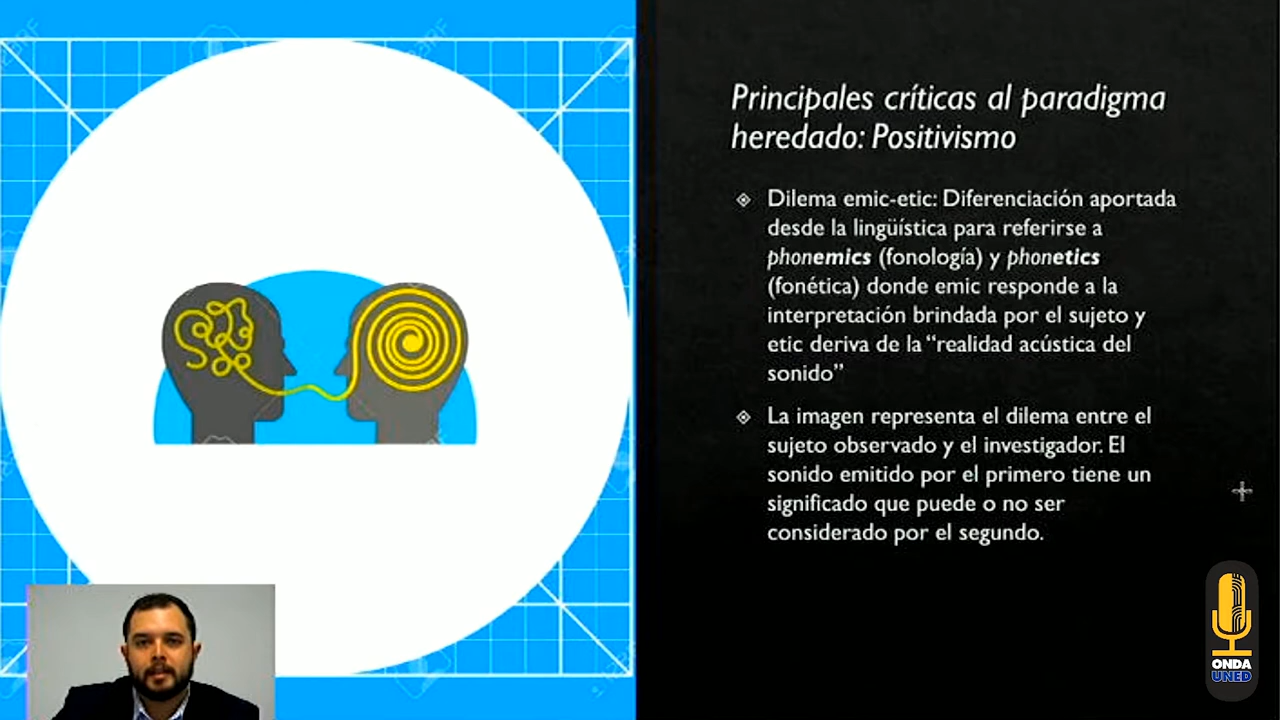 Principales críticas al paradigma
heredado: Positivismo
Dilema emic-etic: Diferenciación aportada
desde la lingüística para referirse a
phonemics (fonología) y phonetics
(fonética) donde emic responde a la
interpretación brindada por el sujeto y
etic deriva de la “realidad acústica del
sonido”
La imagen representa el dilema entre el
sujeto observado y el investigador. El
sonido emitido por el primero tiene un
significado que puede o no ser
considerado por el segundo.
ONDA
UNED